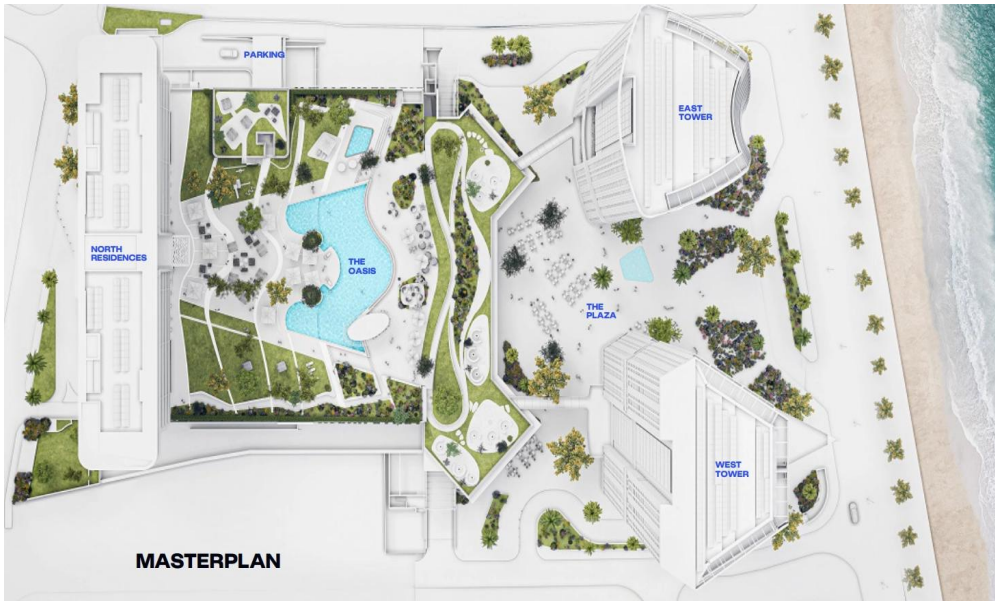 PARKING
EAST
TOWER
NORTH
RESIDENCES
THE
OASIS
THE
PLAZA
WEST
TOWER
MASTERPLAN